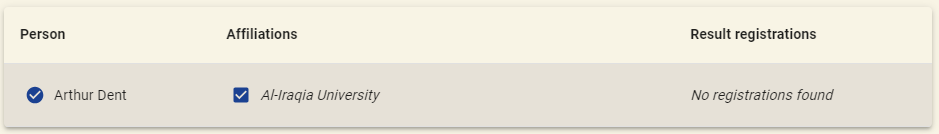 Person Affiliations Result registrations
Arthur Dent Al-Iraqia University No registrations found